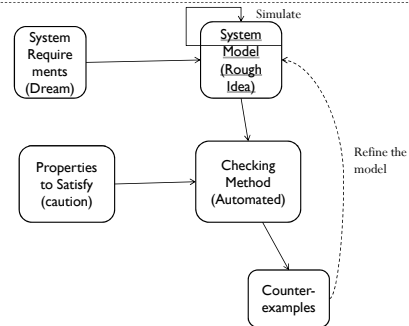 Simulate
System
Require
ments
(Dream)
System
Model
(Rough
Idea)
Properties
to Satisfy
(caution)
Checking
Method
(Automated)
Refine the
model
Counter-
examples